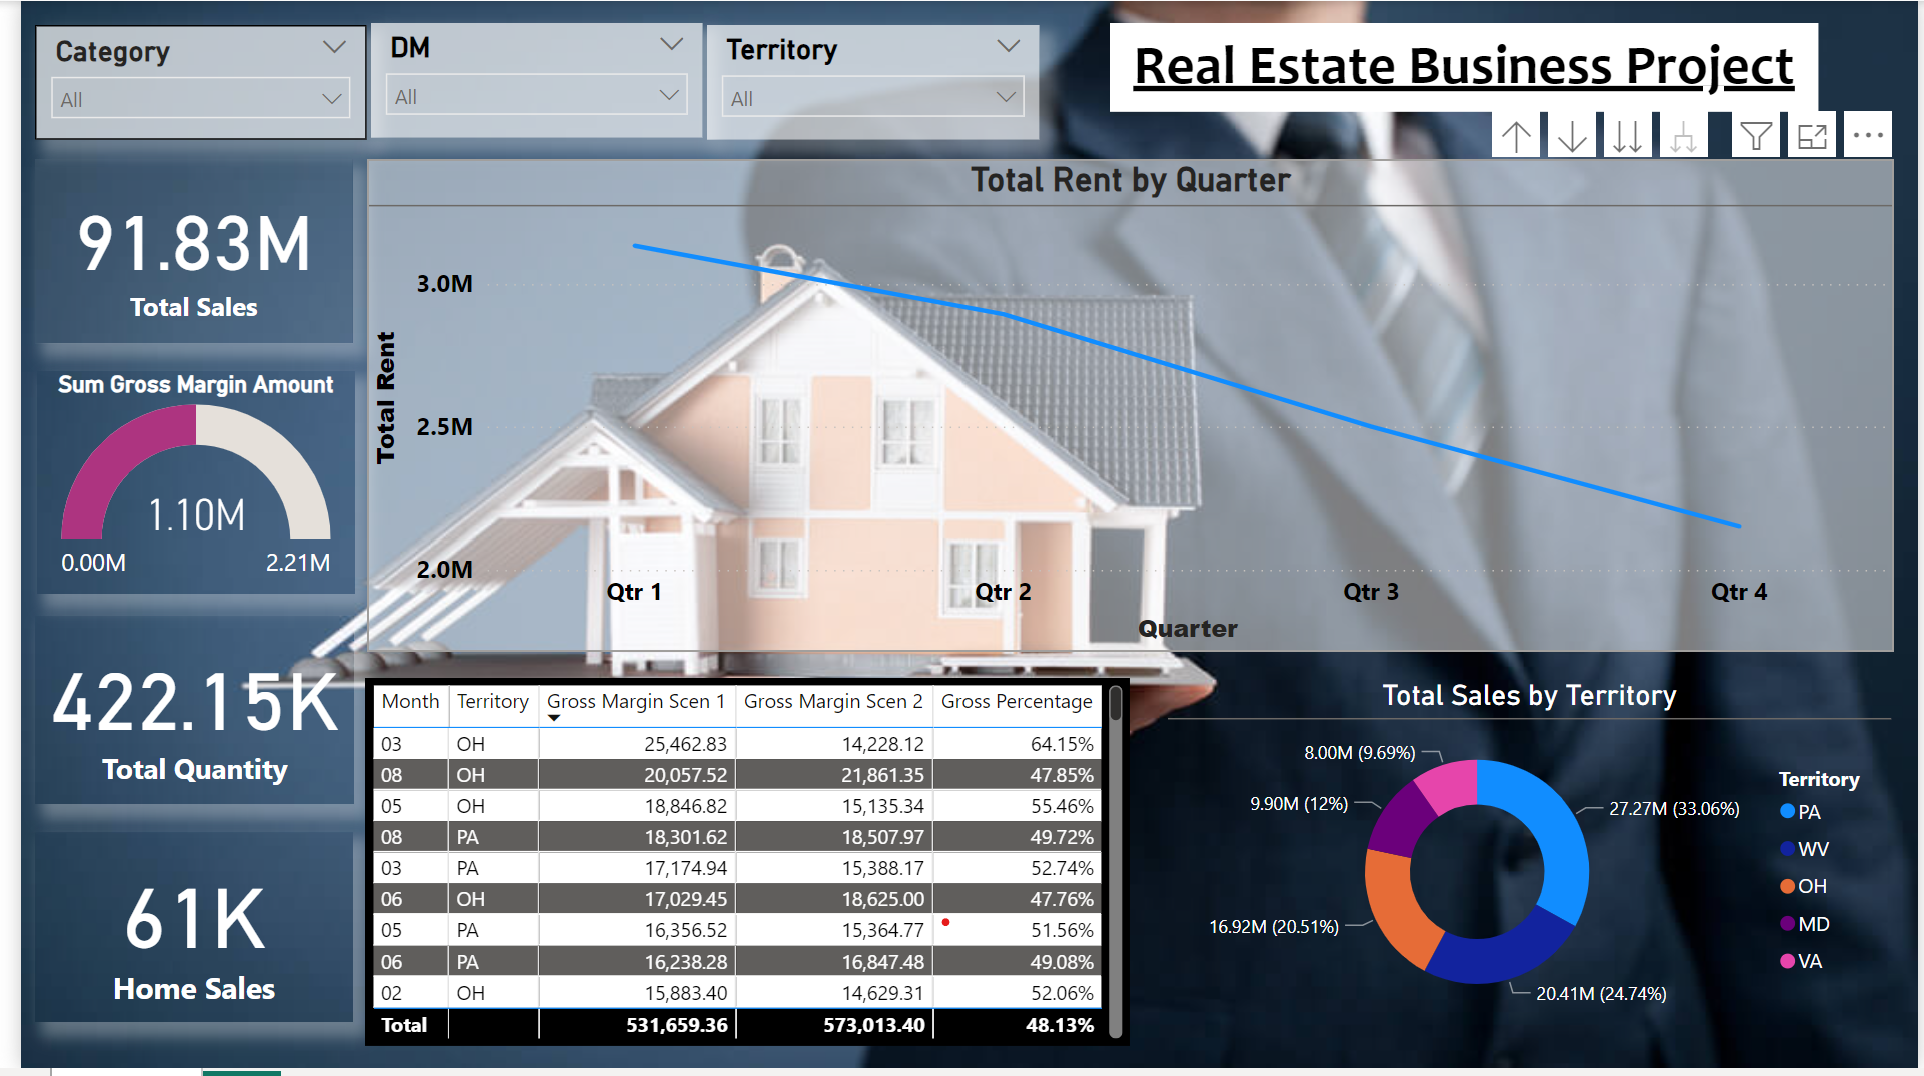 Category
All
DM
All
Territory
All
Real Estate Business Project
91.83M
Total Sales
Sum Gross Margin Amount
1.10M
0.00M 2.21M
422.15K
Total Quantity
61K
Home Sales
Total Rent by Quarter
Total Rent
3.0M
2.5M
2.0M
Qtr 1 Qtr 2 Qtr 3 Qtr 4
Quarter
Month Territory Gross Margin Scen 1 Gross Margin Scen 2 Gross Percentage
03 OH 25,462.83 14,228.12 64.15%
08 OH 20,057.52 21,861.35 47.85%
05 OH 18,846.82 15,135.34 55.46%
08 PA 18,301.62 18,507.97 49.72%
03 PA 17,174.94 15,388.17 52.74%
06 OH 17,029.45 18,625.00 47.76%
05 PA 16,356.52 15,364.77 51.56%
06 PA 16,238.28 16,847.48 49.08%
02 OH 15,883.40 14,629.31 52.06%
Total 531,659.36 573,013.40 48.13%
Total Sales by Territory
8.00M (9.69%)
9.90M (12%)
27.27M (33.06%)
16.92M (20.51%)
20.41M (24.74%)
Territory
PA
WV
OH
MD
VA